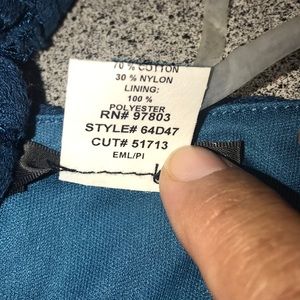 70 % COTTON
30 % NYLON
LINING:
100 %
POLYESTER
RN# 97803
STYLE# 64D47
CUT# 51713
EML/PI